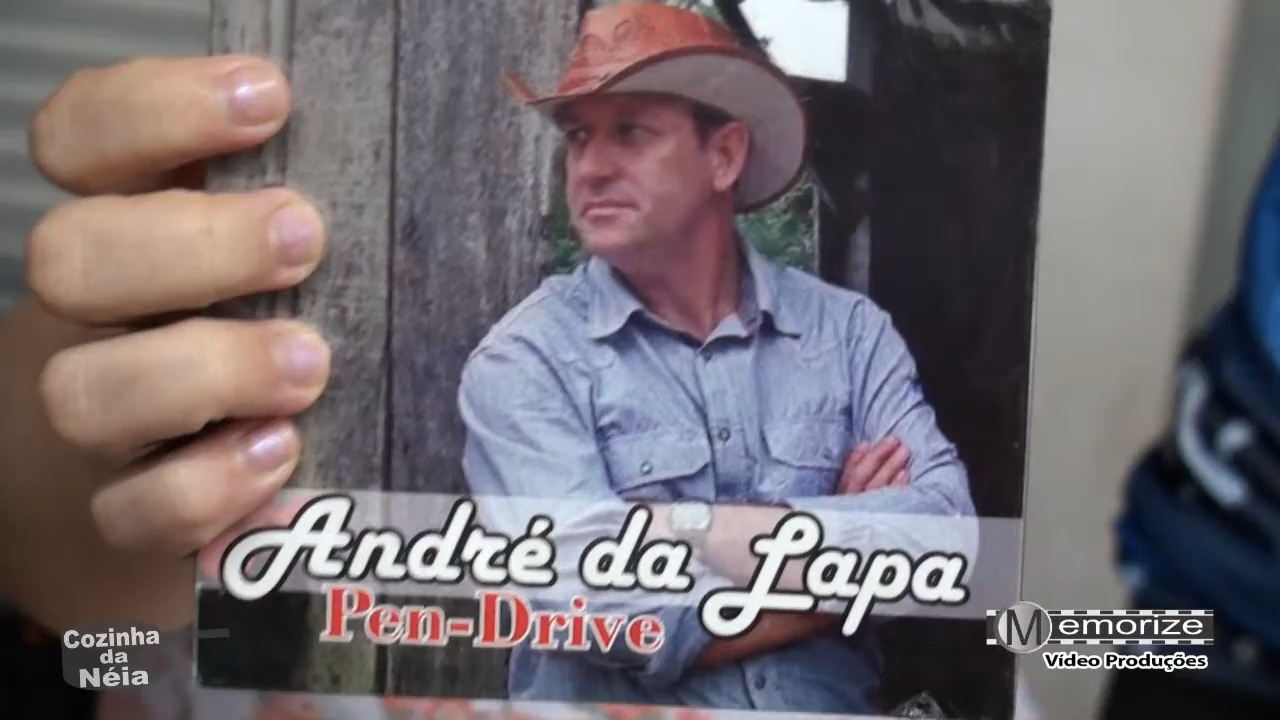 André da Lapa
Pen-Drive
Cozinha
da
Néia
Memorize
Vídeo Produções